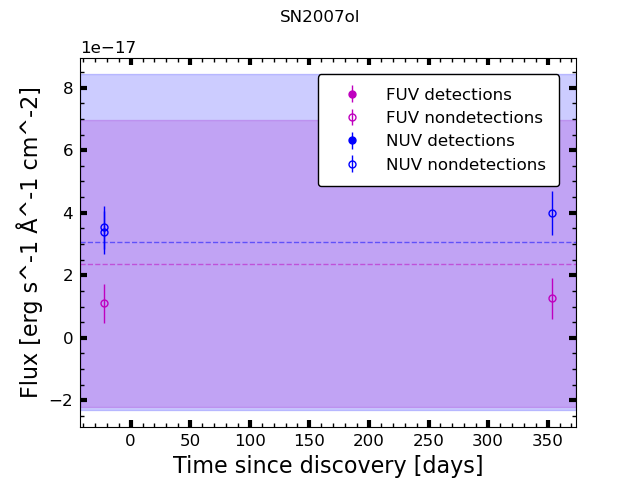 SN2007ol
1e−17
FUV detections
FUV nondetections
NUV detections
NUV nondetections
8
6
4
2
0
−2
Flux [erg s^-1 Å^-1 cm^-2]
0 50 100 150 200 250 300 350
Time since discovery [days]